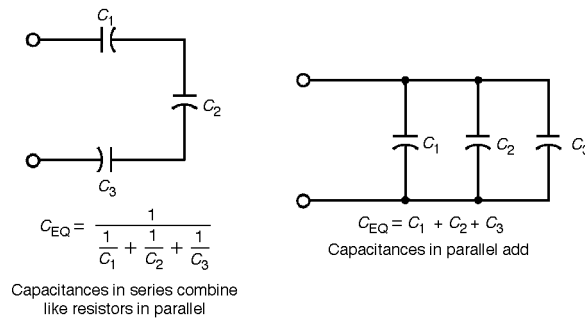 C1
C2
C3
CEQ = 1 / (1/C1 + 1/C2 + 1/C3)
Capacitances in series combine
like resistors in parallel
C1
C2
C3
CEQ = C1 + C2 + C3
Capacitances in parallel add